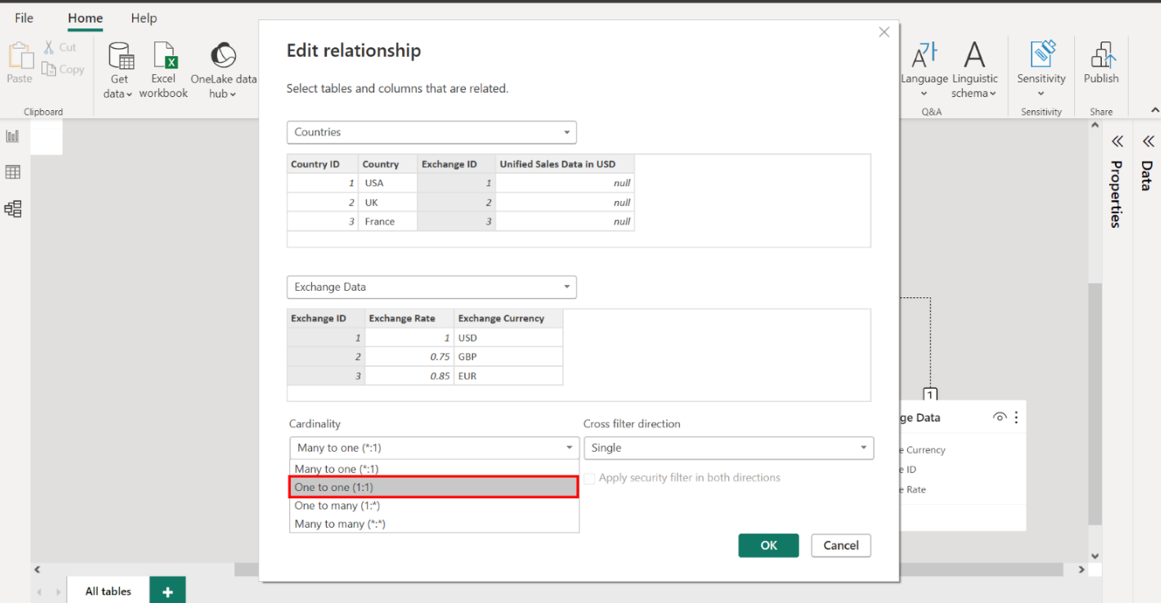 File Home Help
Paste
Cut
Copy
Clipboard
Get data
Excel workbook
OneLake data hub
Language
Linguistic schema
Q&A
Sensitivity
Sensitivity
Publish
Share
Edit relationship
Select tables and columns that are related.
Countries
Country ID Country Exchange ID Unified Sales Data in USD
1 USA 1 null
2 UK 2 null
3 France 3 null
Exchange Data
Exchange ID Exchange Rate Exchange Currency
1 1 USD
2 0.75 GBP
3 0.85 EUR
Cardinality
Many to one (*:1)
Many to one (*:1)
One to one (1:1)
One to many (1:*)
Many to many (*:*)
Cross filter direction
Single
Apply security filter in both directions
OK Cancel
1
ge Data
e Currency
e ID
e Rate
Properties
Data
All tables +